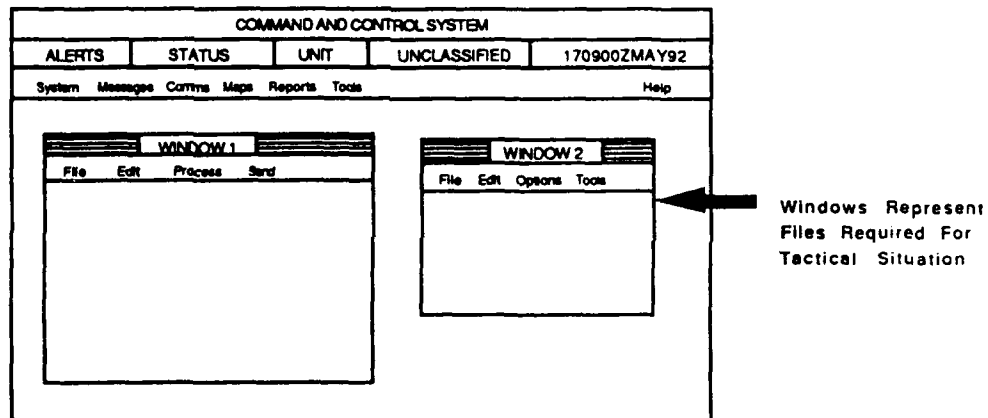 COMMAND AND CONTROL SYSTEM
ALERTS STATUS UNIT UNCLASSIFIED 170900ZMAY92
System Messages Comms Maps Reports Tools Help
WINDOW 1
File Edit Process Send
WINDOW 2
File Edit Options Tools
Windows Represent
Files Required For
Tactical Situation